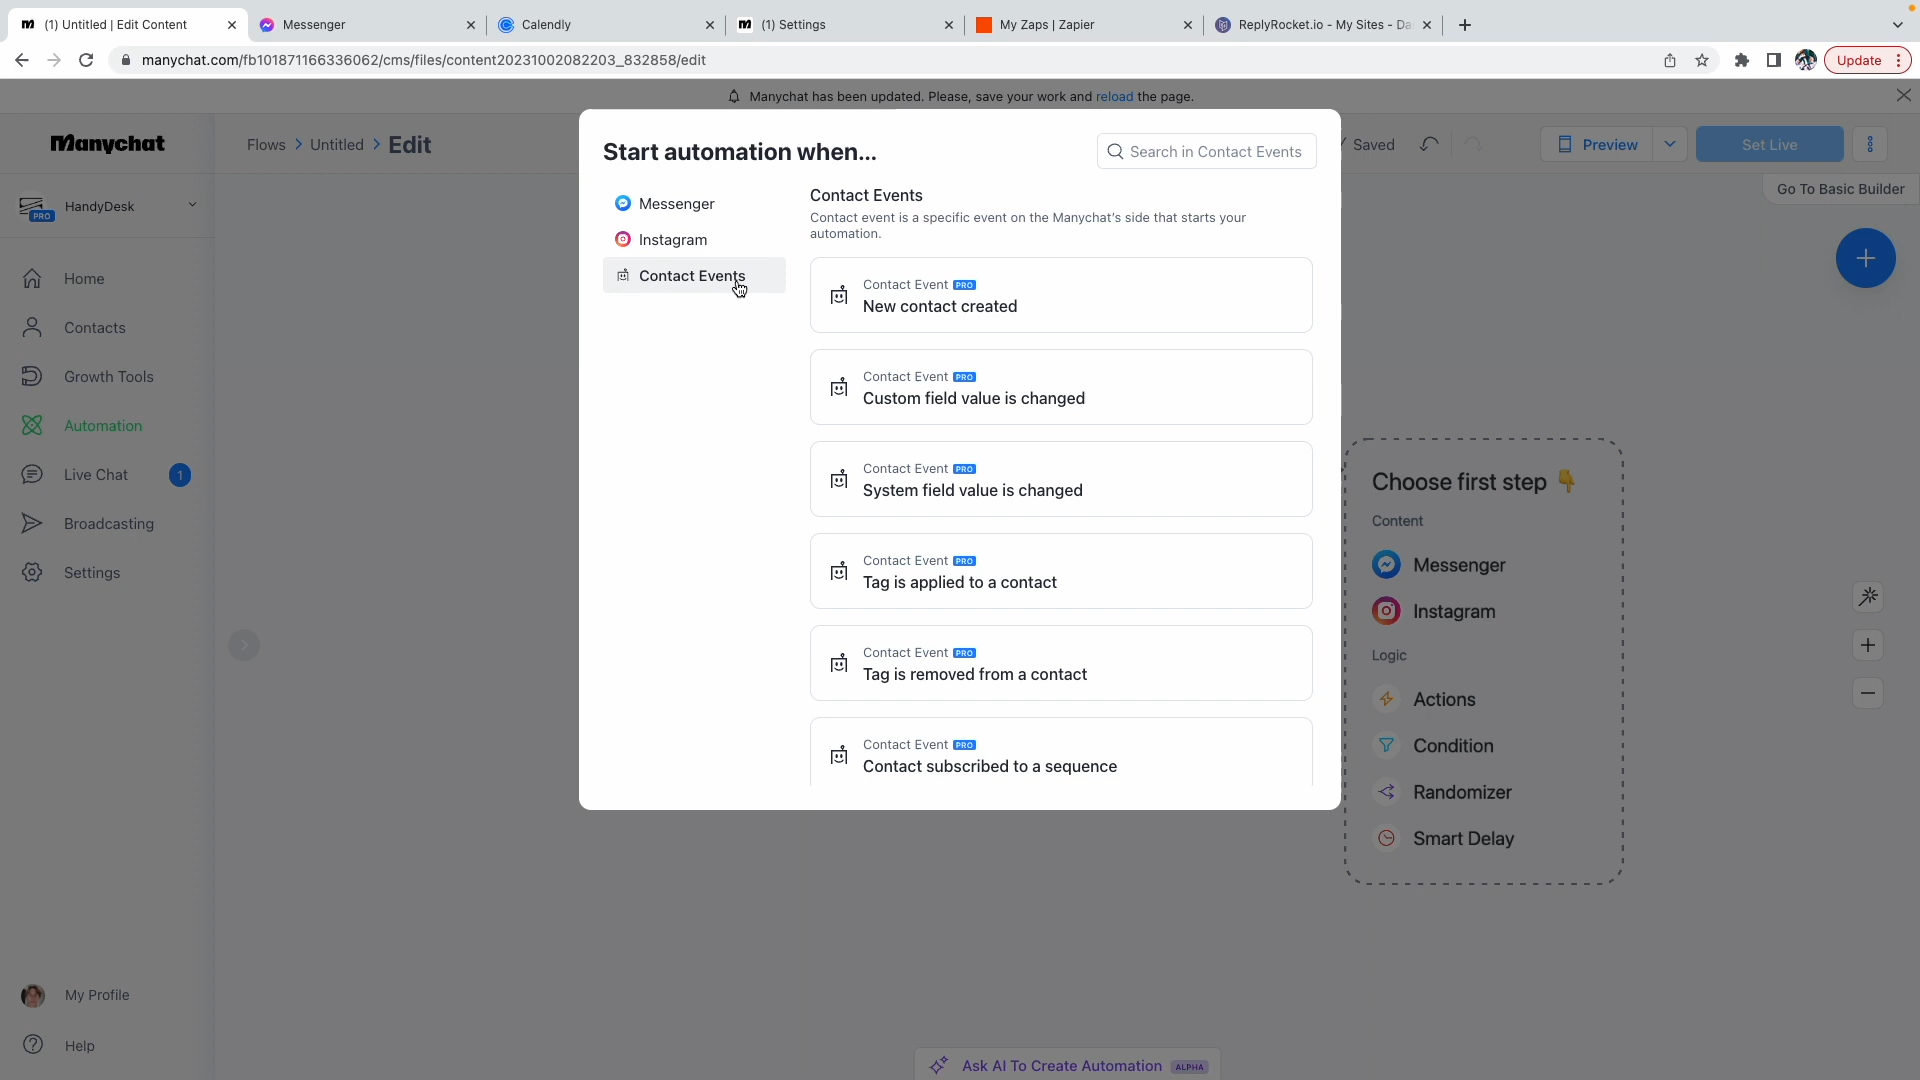 (1) Untitled | Edit Content
Messenger
Calendly
(1) Settings
My Zaps | Zapier
ReplyRocket.io - My Sites - Da
manychat.com/fb101871166336062/cms/files/content20231002082203_832858/edit
Update
Manychat has been updated. Please, save your work and reload the page.
Manychat
Flows > Untitled > Edit
Saved
Preview
Set Live
Go To Basic Builder
PRO
HandyDesk
Home
Contacts
Growth Tools
Automation
Live Chat
1
Broadcasting
Settings
My Profile
Help
Start automation when...
Search in Contact Events
Messenger
Instagram
Contact Events
Contact Events
Contact event is a specific event on the Manychat's side that starts your
automation.
Contact Event PRO
New contact created
Contact Event PRO
Custom field value is changed
Contact Event PRO
System field value is changed
Contact Event PRO
Tag is applied to a contact
Contact Event PRO
Tag is removed from a contact
Contact Event PRO
Contact subscribed to a sequence
Choose first step 👇
Content
Messenger
Instagram
Logic
Actions
Condition
Randomizer
Smart Delay
Ask AI To Create Automation ALPHA